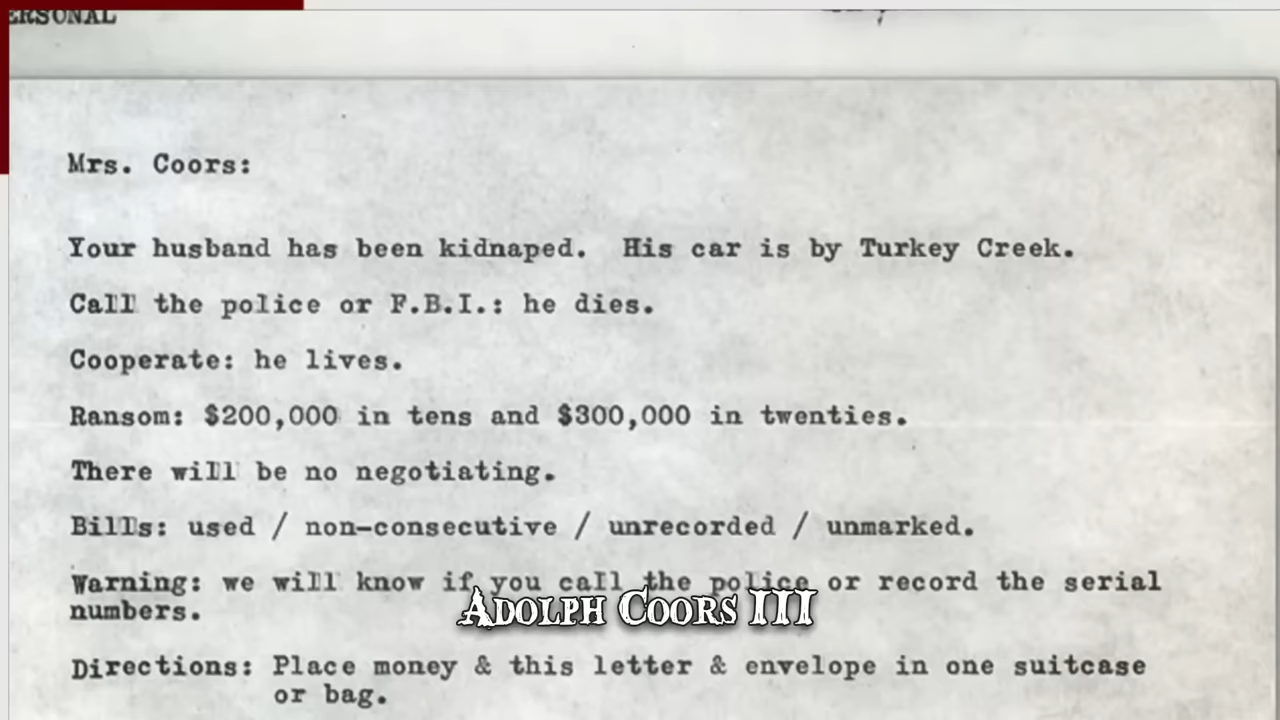 ERSONAL
Mrs. Coors:
Your husband has been kidnaped. His car is by Turkey Creek.
Call the police or F.B.I.: he dies.
Cooperate: he lives.
Ransom: $200,000 in tens and $300,000 in twenties.
There will be no negotiating.
Bills: used / non-consecutive / unrecorded / unmarked.
Warning: we will know if you call the police or record the serial
numbers.
Adolph Coors III
Directions: Place money & this letter & envelope in one suitcase
or bag.